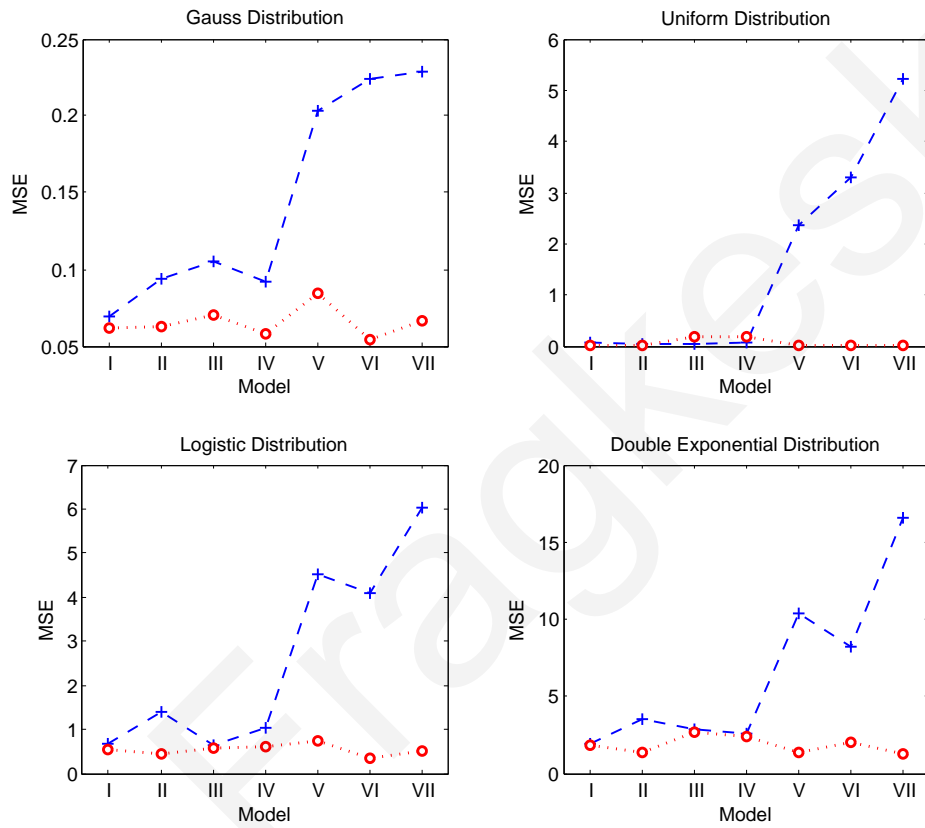 Gauss Distribution
0.25
0.2
0.15
0.1
0.05
MSE
I II III IV V VI VII
Model
Uniform Distribution
6
5
4
3
2
1
0
MSE
I II III IV V VI VII
Model
Logistic Distribution
7
6
5
4
3
2
1
0
MSE
I II III IV V VI VII
Model
Double Exponential Distribution
20
15
10
5
0
MSE
I II III IV V VI VII
Model
Fragkesk